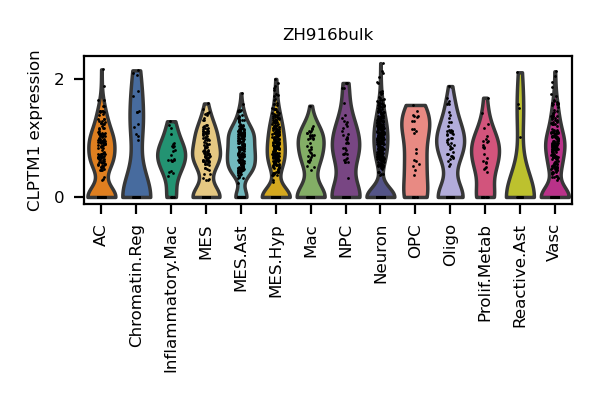 ZH916bulk
CLPTM1 expression
2
0
AC
Chromatin.Reg
Inflammatory.Mac
MES
MES.Ast
MES.Hyp
Mac
NPC
Neuron
OPC
Oligo
Prolif.Metab
Reactive.Ast
Vasc